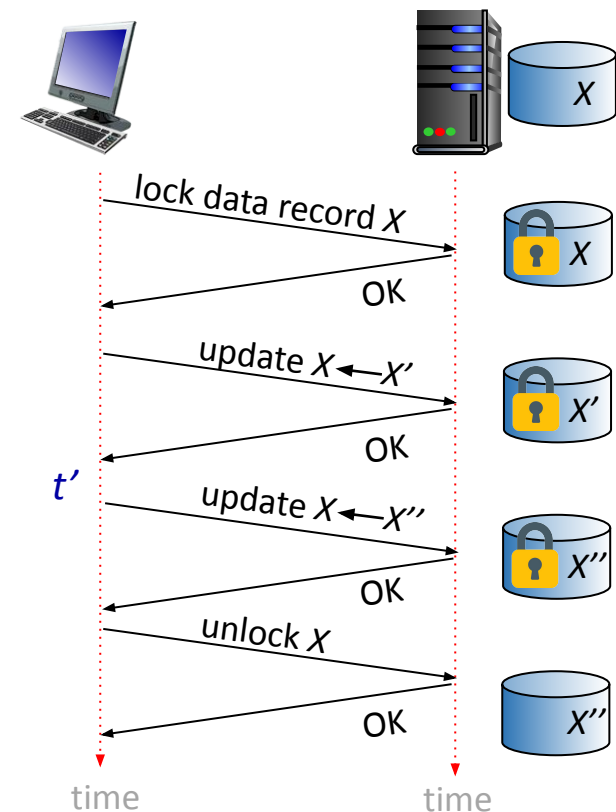 X
lock data record X
X
OK
update X ← X'
X'
OK
t'
update X ← X''
X''
OK
unlock X
OK
X''
time
time